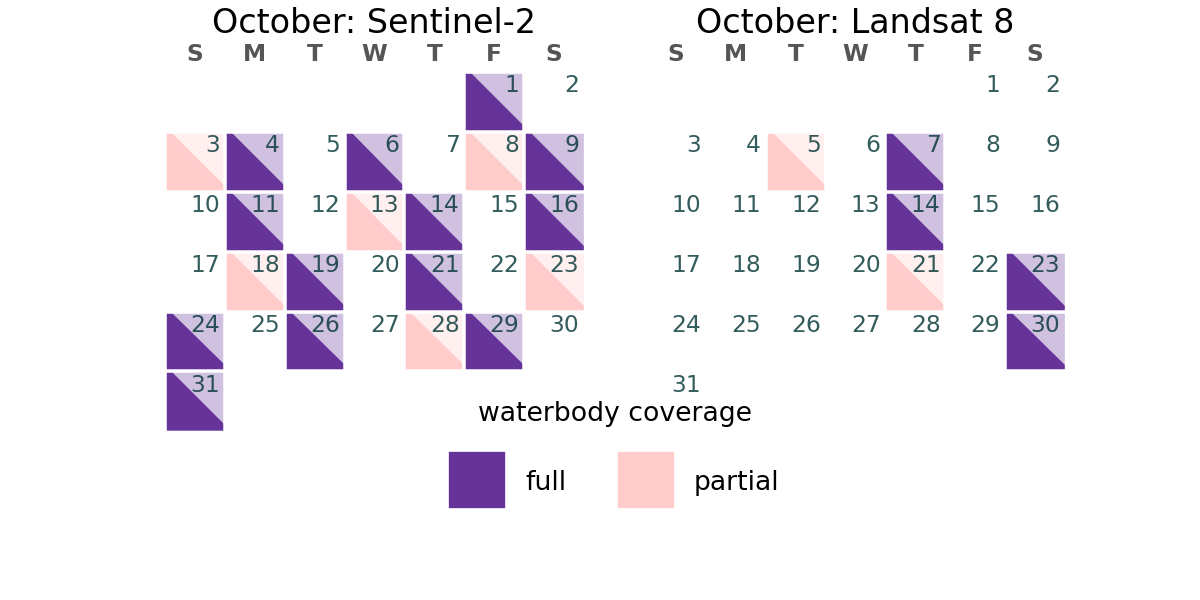 October: Sentinel-2
S M T W T F S
1 2
3 4 5 6 7 8 9
10 11 12 13 14 15 16
17 18 19 20 21 22 23
24 25 26 27 28 29 30
31
October: Landsat 8
S M T W T F S
1 2
3 4 5 6 7 8 9
10 11 12 13 14 15 16
17 18 19 20 21 22 23
24 25 26 27 28 29 30
31
waterbody coverage
full partial